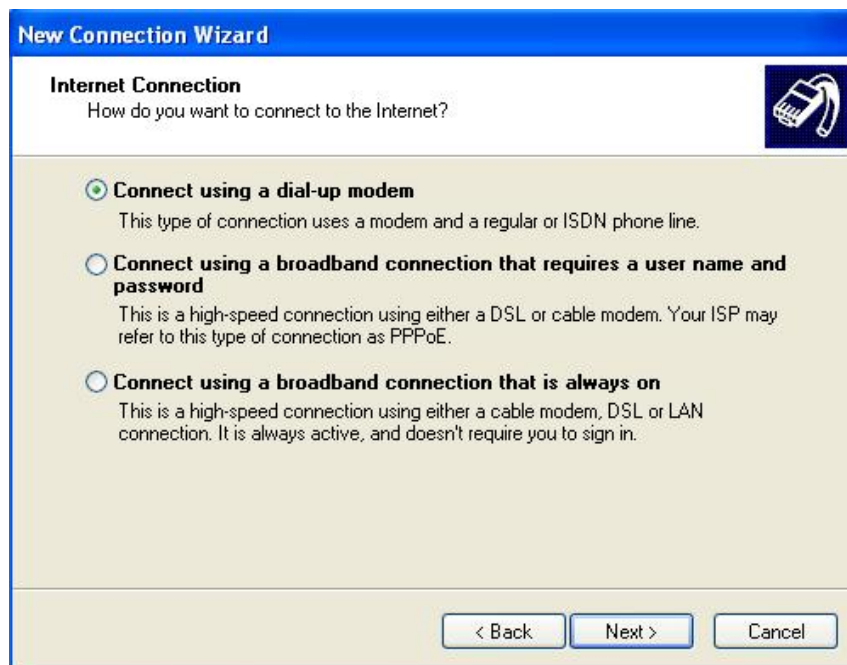 New Connection Wizard
Internet Connection
How do you want to connect to the Internet?
Connect using a dial-up modem
This type of connection uses a modem and a regular or ISDN phone line.
Connect using a broadband connection that requires a user name and
password
This is a high-speed connection using either a DSL or cable modem. Your ISP may
refer to this type of connection as PPPoE.
Connect using a broadband connection that is always on
This is a high-speed connection using either a cable modem, DSL or LAN
connection. It is always active, and doesn't require you to sign in.
< Back Next > Cancel